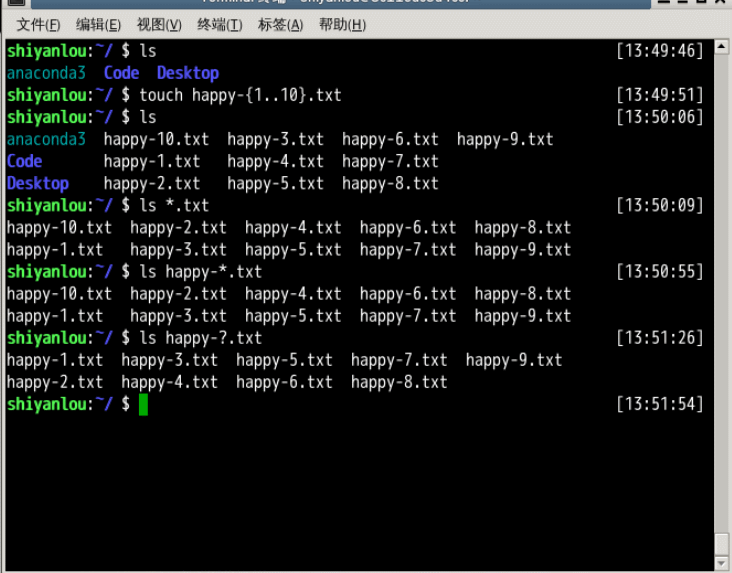 文件(F) 编辑(E) 视图(V) 终端(T) 标签(A) 帮助(H)
shiyanlou:~/ $ ls [13:49:46]
anaconda3 Code Desktop
shiyanlou:~/ $ touch happy-{1..10}.txt [13:49:51]
shiyanlou:~/ $ ls [13:50:06]
anaconda3 happy-10.txt happy-3.txt happy-6.txt happy-9.txt
Code happy-1.txt happy-4.txt happy-7.txt
Desktop happy-2.txt happy-5.txt happy-8.txt
shiyanlou:~/ $ ls *.txt [13:50:09]
happy-10.txt happy-2.txt happy-4.txt happy-6.txt happy-8.txt
happy-1.txt happy-3.txt happy-5.txt happy-7.txt happy-9.txt
shiyanlou:~/ $ ls happy-*.txt [13:50:55]
happy-10.txt happy-2.txt happy-4.txt happy-6.txt happy-8.txt
happy-1.txt happy-3.txt happy-5.txt happy-7.txt happy-9.txt
shiyanlou:~/ $ ls happy-?.txt [13:51:26]
happy-1.txt happy-3.txt happy-5.txt happy-7.txt happy-9.txt
happy-2.txt happy-4.txt happy-6.txt happy-8.txt
shiyanlou:~/ $ [13:51:54]